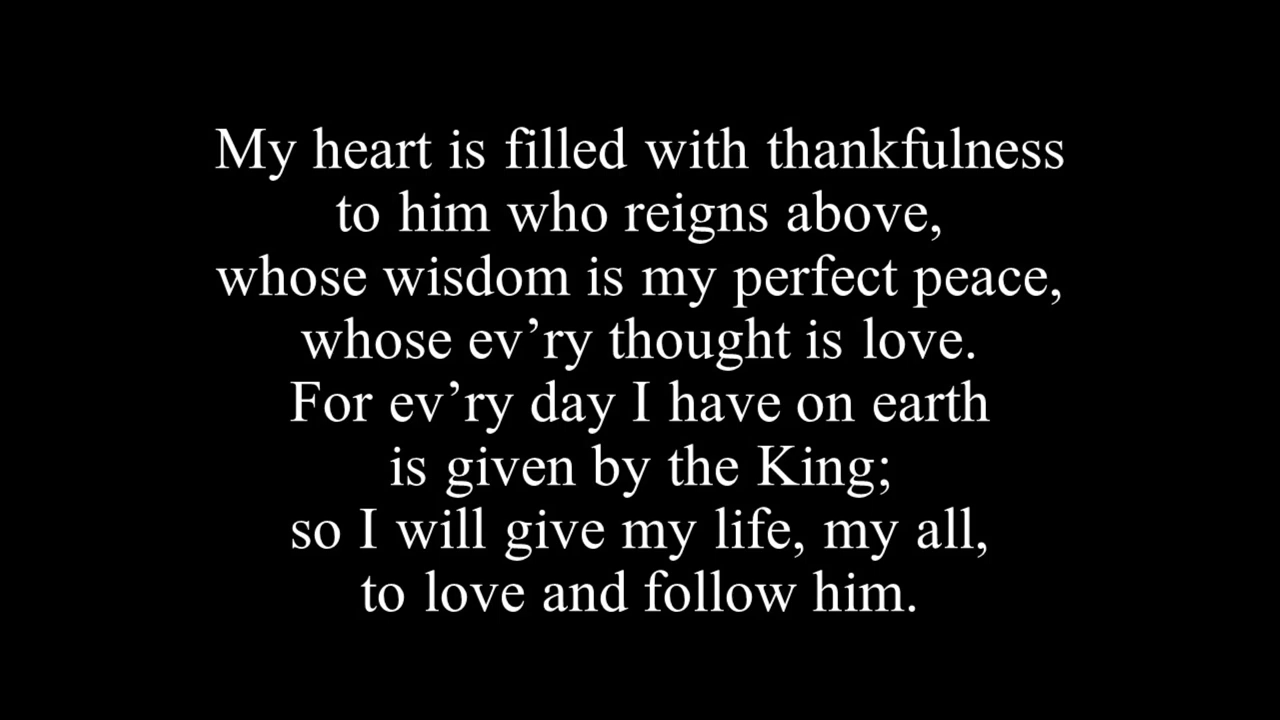 My heart is filled with thankfulness
to him who reigns above,
whose wisdom is my perfect peace,
whose ev’ry thought is love.
For ev’ry day I have on earth
is given by the King;
so I will give my life, my all,
to love and follow him.